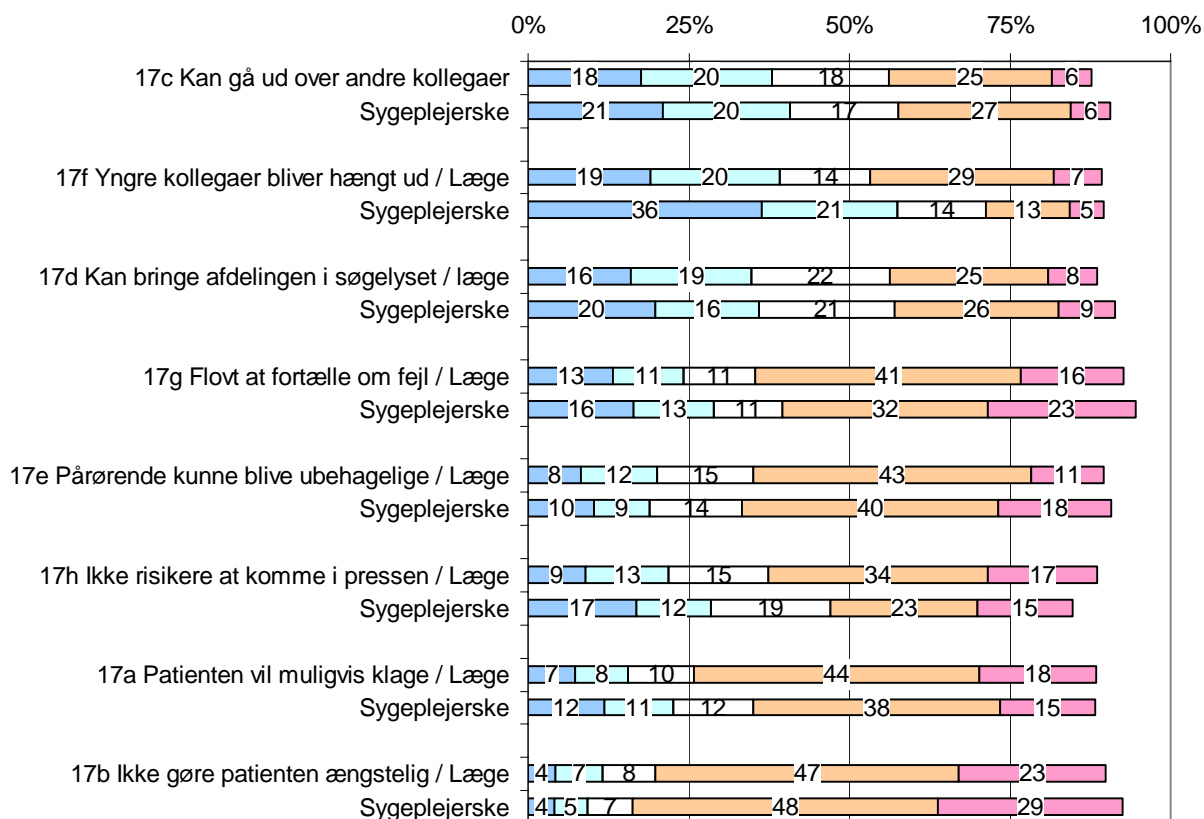 0% 25% 50% 75% 100%
17c Kan gå ud over andre kollegaer 18 20 18 25 6
Sygeplejerske 21 20 17 27 6
17f Yngre kollegaer bliver hængt ud / Læge 19 20 14 29 7
Sygeplejerske 36 21 14 13 5
17d Kan bringe afdelingen i søgelyset / læge 16 19 22 25 8
Sygeplejerske 20 16 21 26 9
17g Flovt at fortælle om fejl / Læge 13 11 11 41 16
Sygeplejerske 16 13 11 32 23
17e Pårørende kunne blive ubehagelige / Læge 8 12 15 43 11
Sygeplejerske 10 9 14 40 18
17h Ikke risikere at komme i pressen / Læge 9 13 15 34 17
Sygeplejerske 17 12 19 23 15
17a Patienten vil muligvis klage / Læge 7 8 10 44 18
Sygeplejerske 12 11 12 38 15
17b Ikke gøre patienten ængstelig / Læge 4 7 8 47 23
Sygeplejerske 4 5 7 48 29